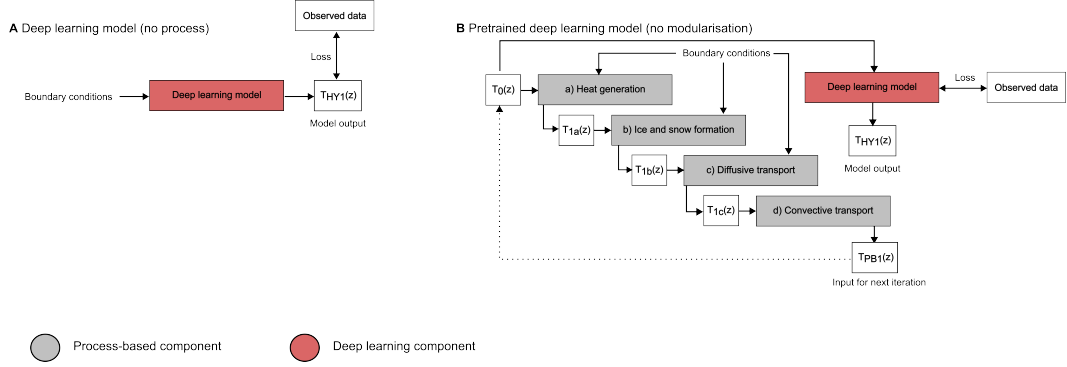 A Deep learning model (no process)
Observed data
Loss
Boundary conditions
Deep learning model
THY1(z)
Model output
B Pretrained deep learning model (no modularisation)
Boundary conditions
T0(z)
a) Heat generation
Deep learning model
Loss
Observed data
T1a(z)
b) Ice and snow formation
THY1(z)
Model output
T1b(z)
c) Diffusive transport
T1c(z)
d) Convective transport
TPB1(z)
Input for next iteration
Process-based component
Deep learning component